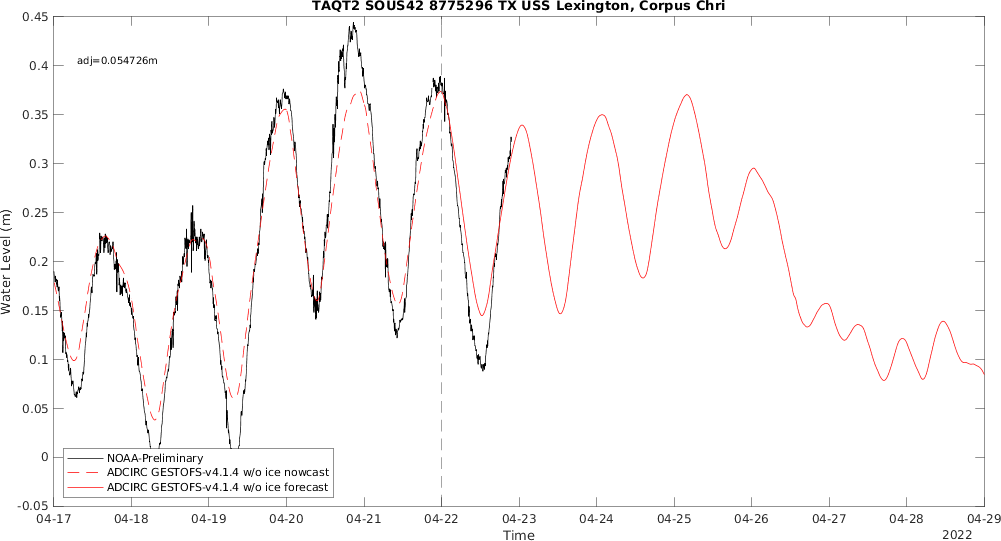 TAQT2 SOUS42 8775296 TX USS Lexington, Corpus Chri
0.45
0.4
0.35
0.3
0.25
0.2
0.15
0.1
0.05
0
-0.05
Water Level (m)
adj=0.054726m
NOAA-Preliminary
ADCIRC GESTOFS-v4.1.4 w/o ice nowcast
ADCIRC GESTOFS-v4.1.4 w/o ice forecast
04-17 04-18 04-19 04-20 04-21 04-22 04-23 04-24 04-25 04-26 04-27 04-28 04-29
Time
2022